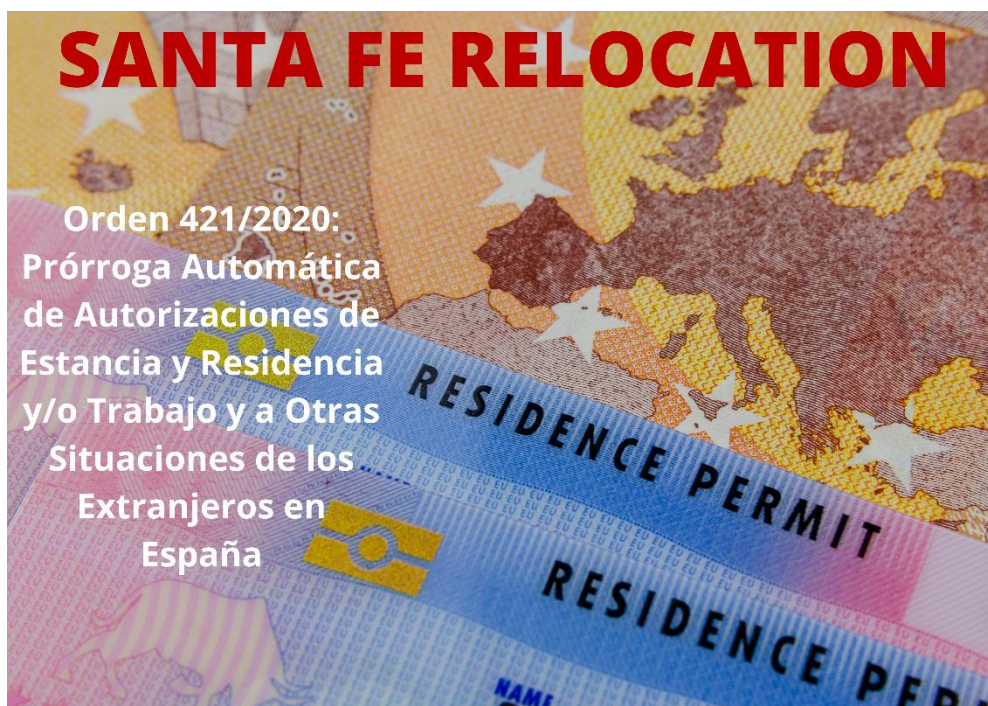 SANTA FE RELOCATION
Orden 421/2020:
Prórroga Automática
de Autorizaciones de
Estancia y Residencia
y/o Trabajo y a Otras
Situaciones de los
Extranjeros en
España
RESIDENCE PERMIT
RESIDENCE PER
NAME